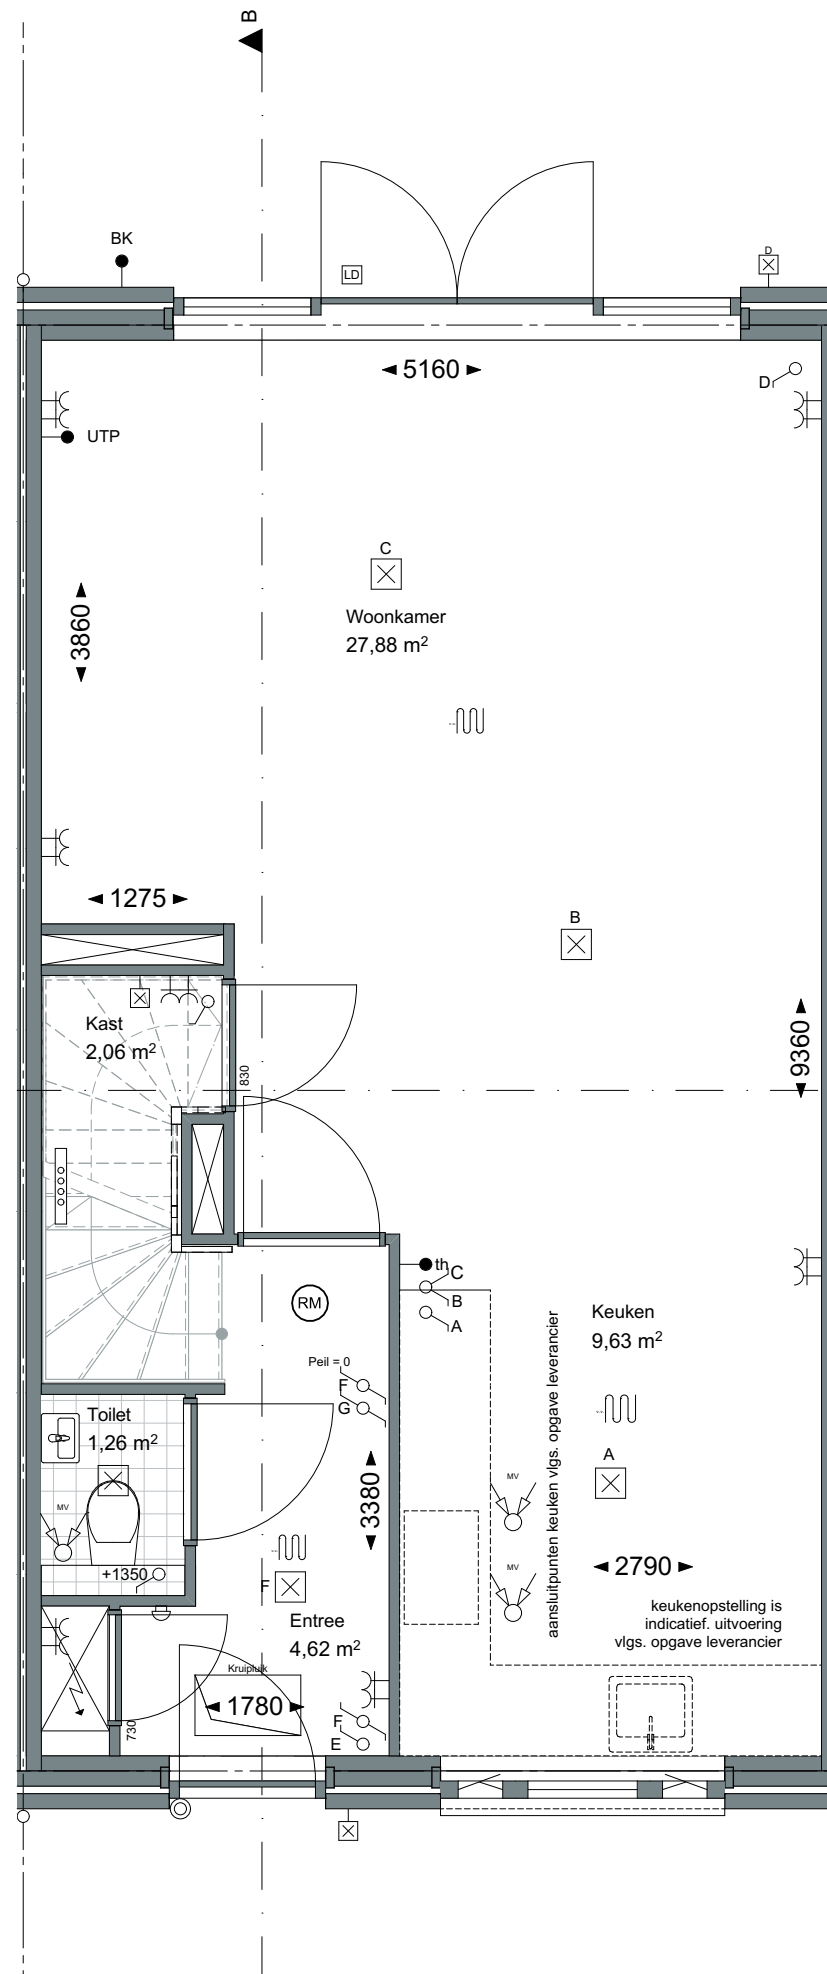 B
BK
LD
D
5160
D
UTP
C
Woonkamer
27,88 m²
3860
1275
B
Kast
2,06 m²
830
9360
th
C
B
A
RM
Keuken
9,63 m²
Peil = 0
F
G
Toilet
1,26 m²
MV
+1350
3380
aansluitpunten keuken vlgs. opgave leverancier
A
MV
MV
2790
keukenopstelling is
indicatief. uitvoering
vlgs. opgave leverancier
F
Entree
4,62 m²
Kruipluik
1780
730
F
E